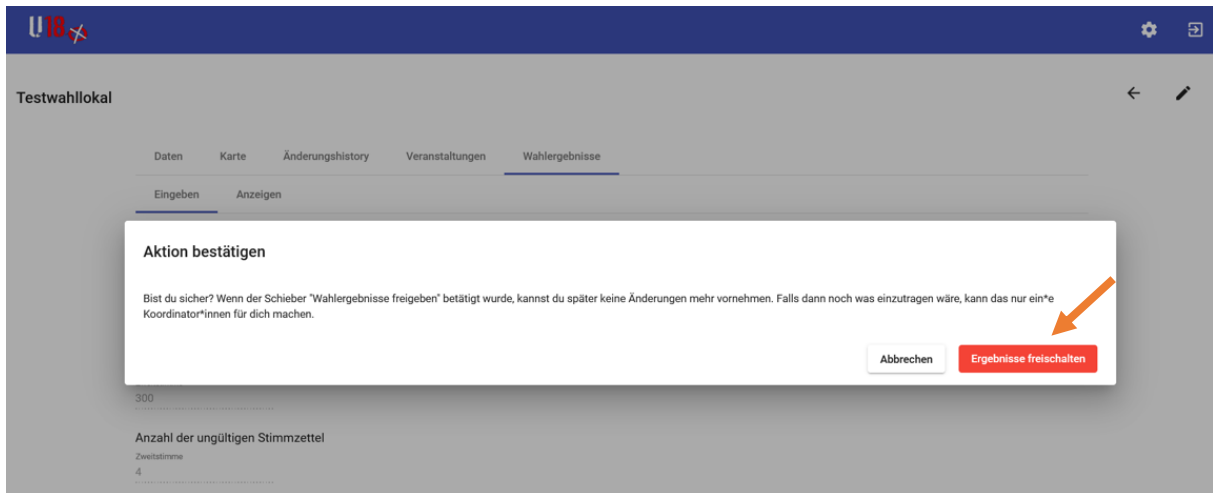 U18
Testwahllokal
Daten Karte Änderungshistory Veranstaltungen Wahlergebnisse
Eingeben Anzeigen
Aktion bestätigen
Bist du sicher? Wenn der Schieber "Wahlergebnisse freigeben" betätigt wurde, kannst du später keine Änderungen mehr vornehmen. Falls dann noch was einzutragen wäre, kann das nur ein*e
Koordinator*innen für dich machen.
Abbrechen Ergebnisse freischalten
300
Anzahl der ungültigen Stimmzettel
Zweitstimme
4